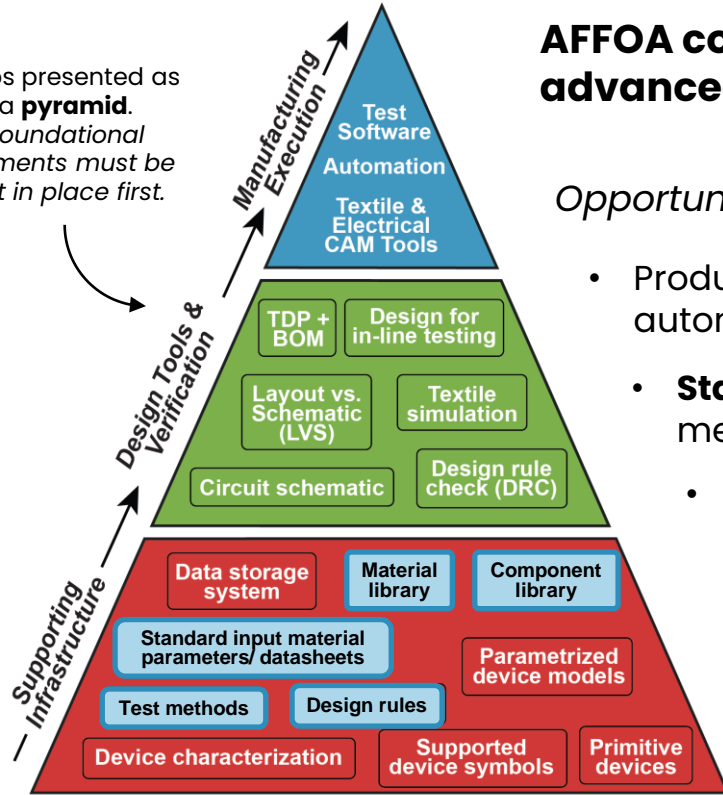 AFFOA co
advance
s presented as
a pyramid.
oundational
ments must be
t in place first.
Opportun
• Produ
autor
• Sta
me
•
Manufacturing
Execution
Design Tools &
Verification
Supporting
Infrastructure
Test
Software
Automation
Textile &
Electrical
CAM Tools
TDP +
BOM
Design for
in-line testing
Layout vs.
Schematic
(LVS)
Textile
simulation
Circuit schematic
Design rule
check (DRC)
Data storage
system
Material
library
Component
library
Standard input material
parameters/ datasheets
Parametrized
device models
Test methods
Design rules
Device characterization
Supported
device symbols
Primitive
devices